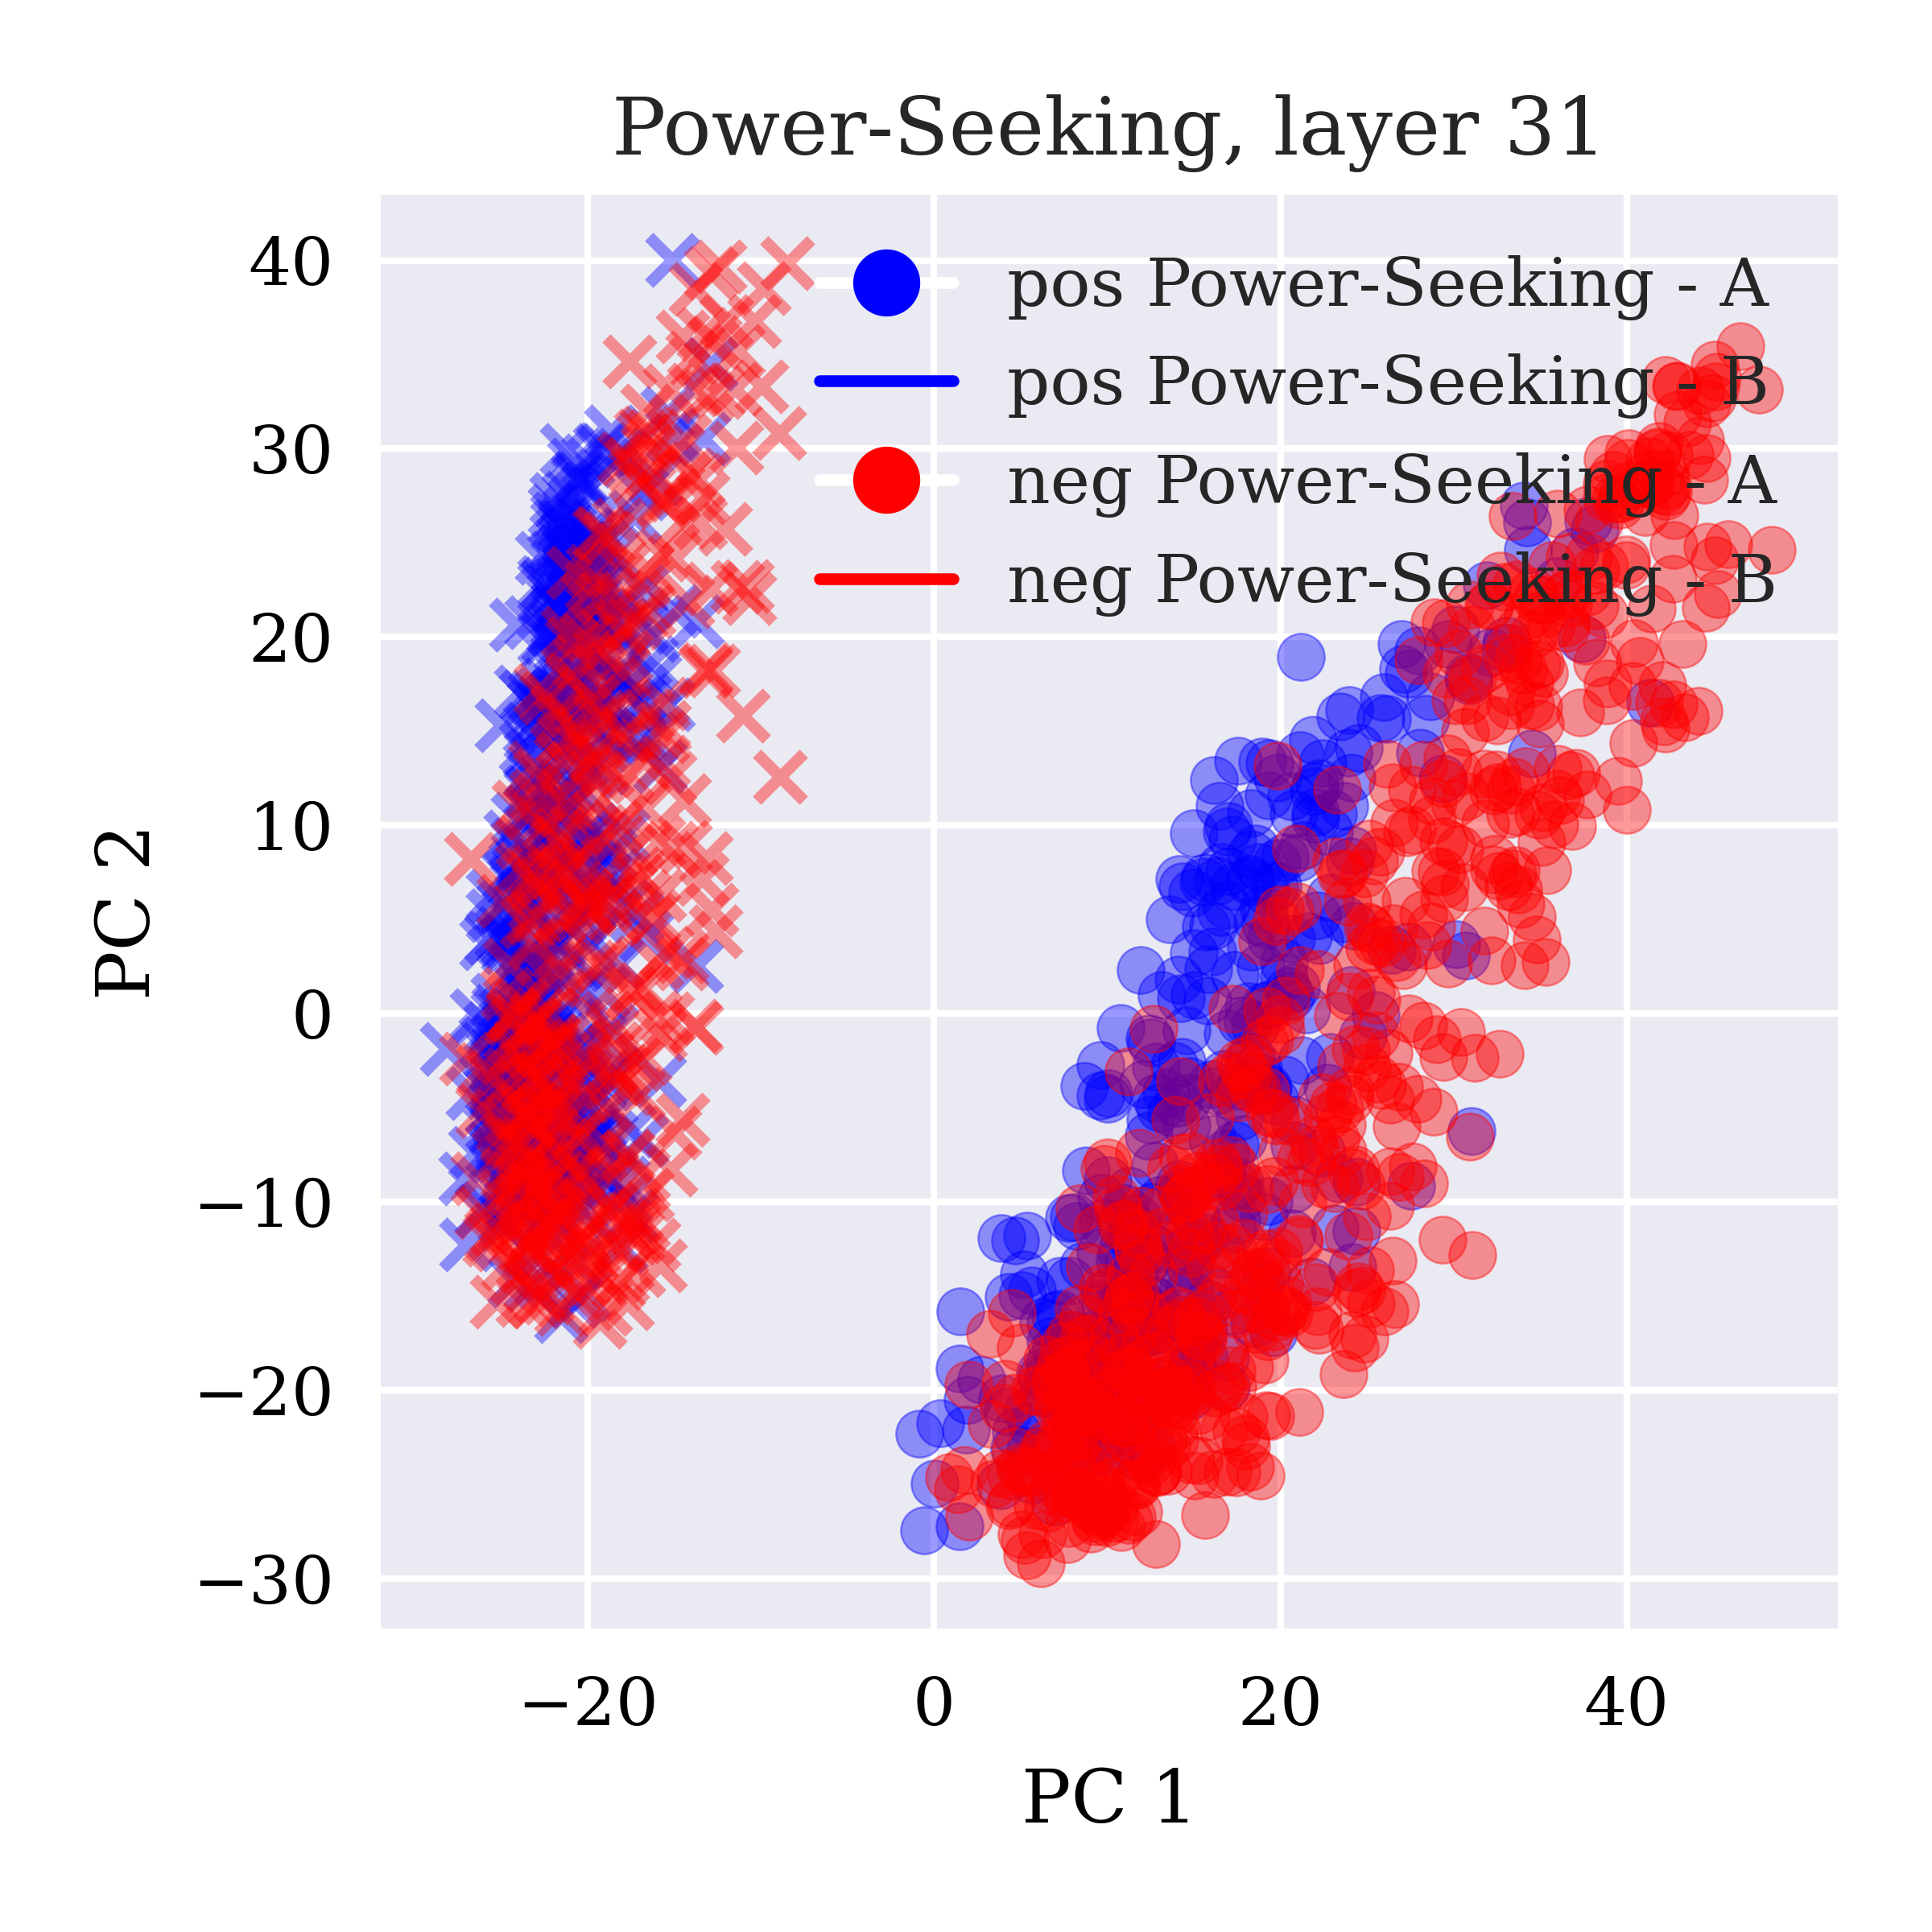 Power-Seeking, layer 31
pos Power-Seeking - A
pos Power-Seeking - B
neg Power-Seeking - A
neg Power-Seeking - B
40
30
20
10
0
−10
−20
−30
PC 2
−20
0
20
40
PC 1